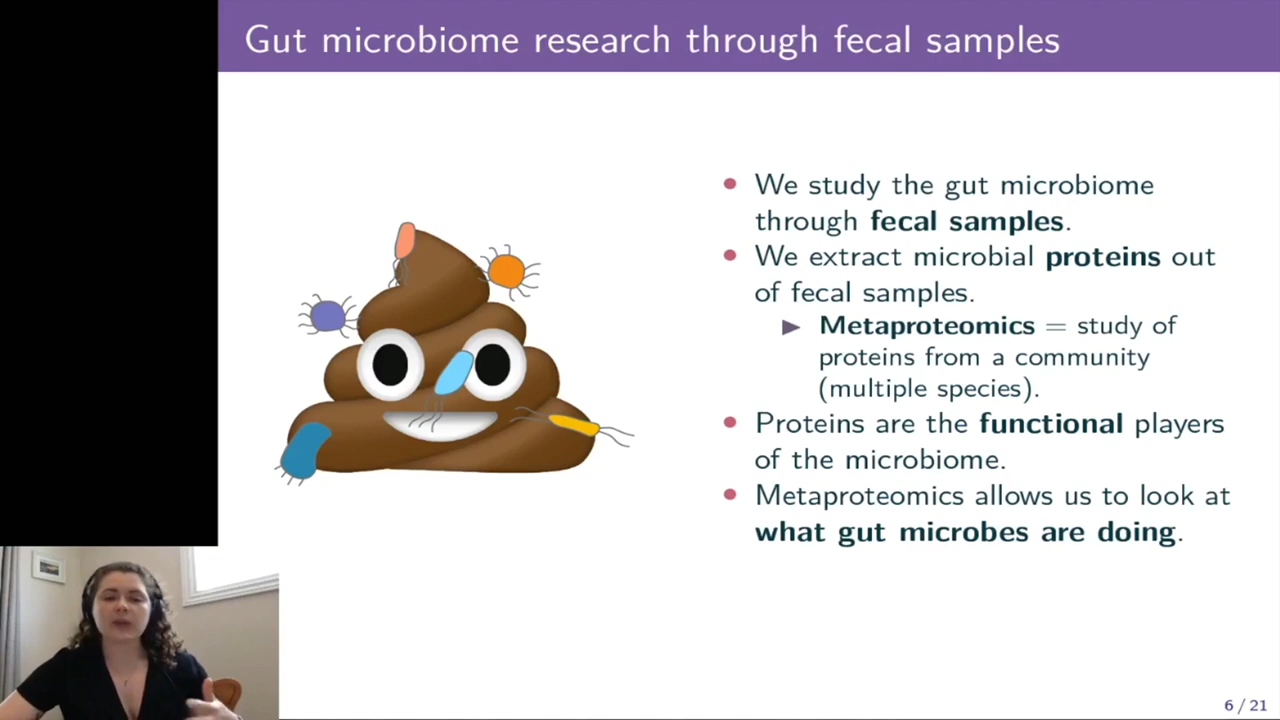 Gut microbiome research through fecal samples
• We study the gut microbiome
through fecal samples.
• We extract microbial proteins out
of fecal samples.
▶ Metaproteomics = study of
proteins from a community
(multiple species).
• Proteins are the functional players
of the microbiome.
• Metaproteomics allows us to look at
what gut microbes are doing.
6 / 21